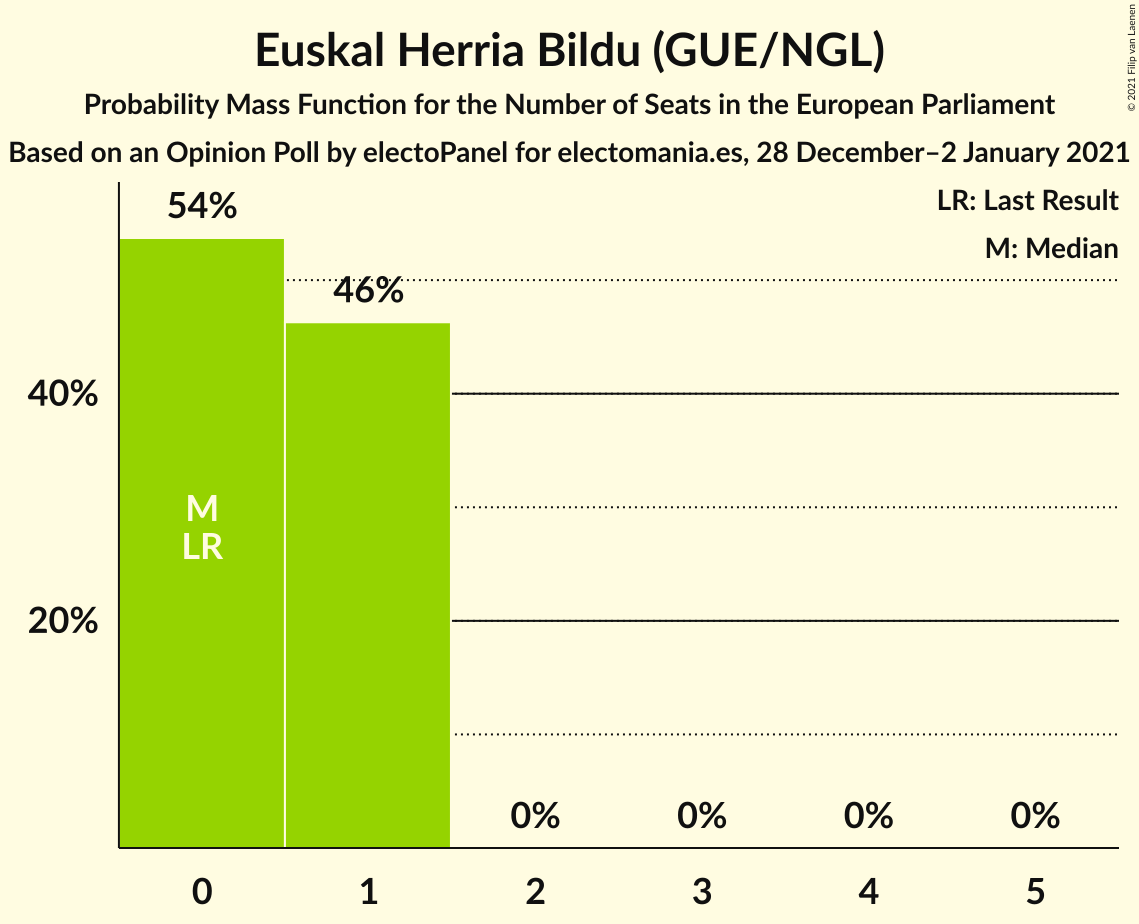 Euskal Herria Bildu (GUE/NGL)
Probability Mass Function for the Number of Seats in the European Parliament
Based on an Opinion Poll by electoPanel for electomania.es, 28 December–2 January 2021
© 2021 Filip van Laenen
LR: Last Result
M: Median
54%
46%
40%
20%
M
LR
0% 0% 0% 0%
0 1 2 3 4 5